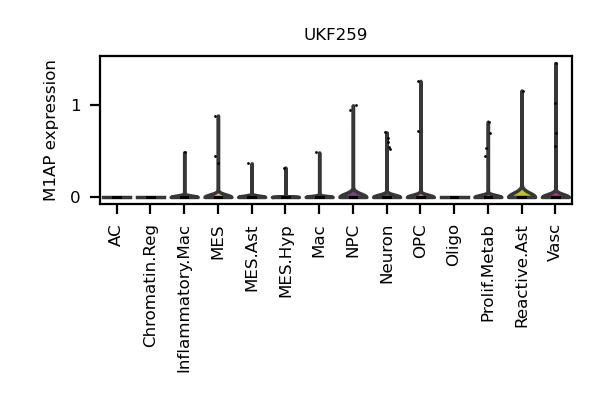 UKF259
M1AP expression
1
0
AC
Chromatin.Reg
Inflammatory.Mac
MES
MES.Ast
MES.Hyp
Mac
NPC
Neuron
OPC
Oligo
Prolif.Metab
Reactive.Ast
Vasc